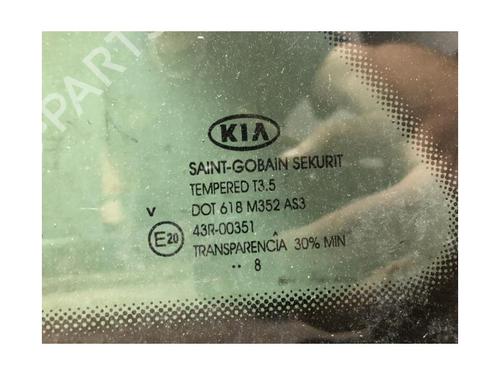 KIA
SAINT-GOBAIN SEKURIT
TEMPERED T3.5
V DOT 618 M352 AS3
E20 43R-00351
TRANSPARENCIA 30% MIN
.. 8